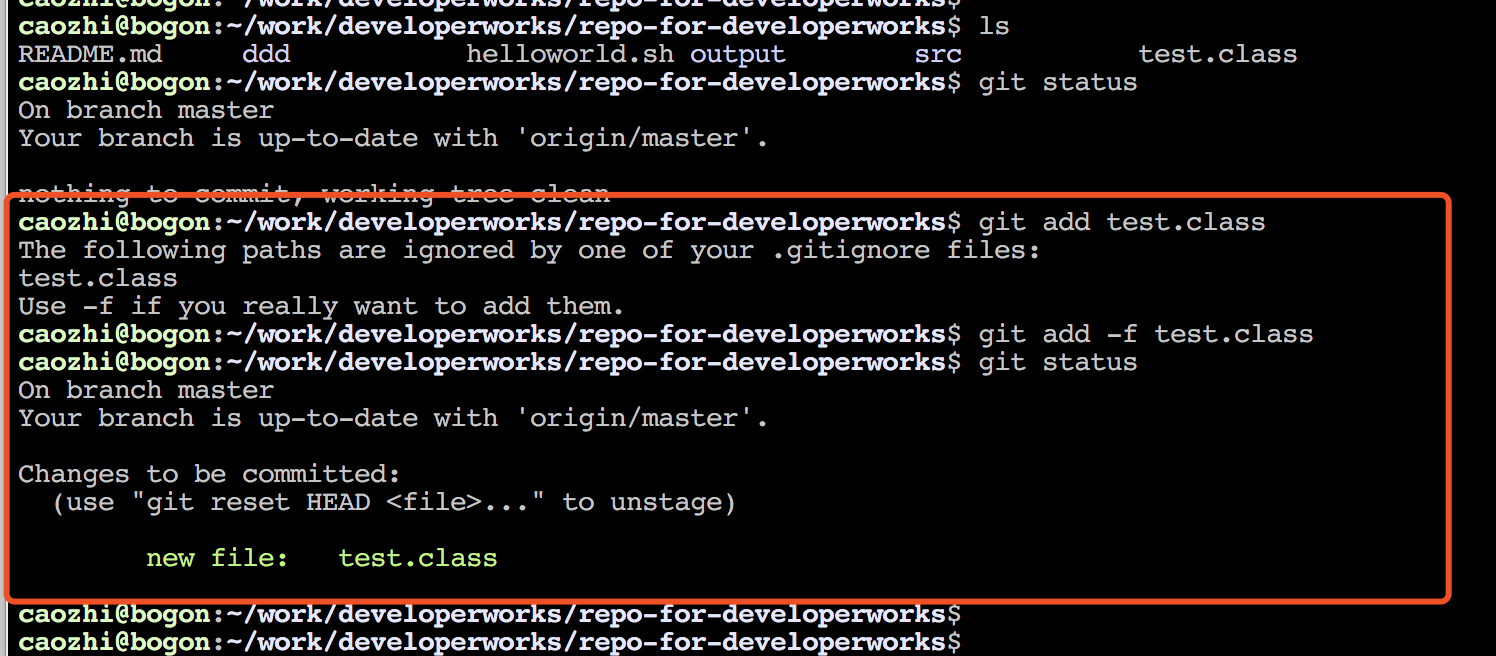 caozhi@bogon:~/work/developerworks/repo-for-developerworks$
caozhi@bogon:~/work/developerworks/repo-for-developerworks$ ls
README.md ddd helloworld.sh output src test.class
caozhi@bogon:~/work/developerworks/repo-for-developerworks$ git status
On branch master
Your branch is up-to-date with 'origin/master'.
nothing to commit, working tree clean
caozhi@bogon:~/work/developerworks/repo-for-developerworks$ git add test.class
The following paths are ignored by one of your .gitignore files:
test.class
Use -f if you really want to add them.
caozhi@bogon:~/work/developerworks/repo-for-developerworks$ git add -f test.class
caozhi@bogon:~/work/developerworks/repo-for-developerworks$ git status
On branch master
Your branch is up-to-date with 'origin/master'.
Changes to be committed:
(use "git reset HEAD <file>..." to unstage)
new file: test.class
caozhi@bogon:~/work/developerworks/repo-for-developerworks$
caozhi@bogon:~/work/developerworks/repo-for-developerworks$